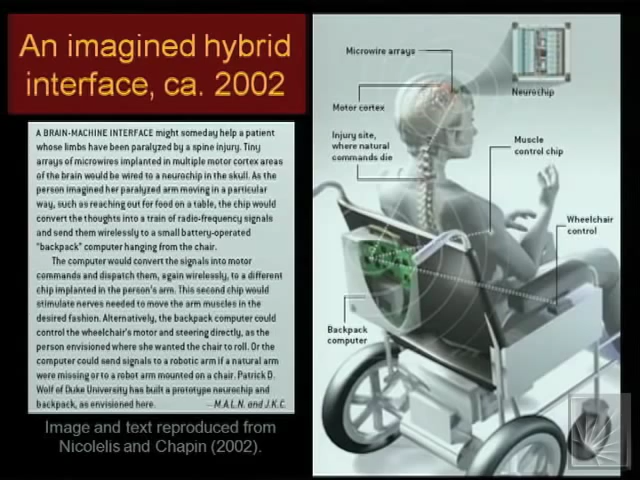 An imagined hybrid
interface, ca. 2002
A BRAIN-MACHINE INTERFACE might someday help a patient
whose limbs have been paralyzed by a spine injury. Tiny
arrays of microwires implanted in multiple motor cortex areas
of the brain would be wired to a neurochip in the skull. As the
person imagined her paralyzed arm moving in a particular
way, such as reaching out for food on a table, the chip would
convert the thoughts into a train of radio-frequency signals
and send them wirelessly to a small battery-operated
"backpack" computer hanging from the chair.
The computer would convert the signals into motor
commands and dispatch them, again wirelessly, to a different
chip implanted in the person's arm. This second chip would
stimulate nerves needed to move the arm muscles in the
desired fashion. Alternatively, the backpack computer could
control the wheelchair's motor and steering directly, as the
person envisioned where she wanted the chair to roll. Or the
computer could send signals to a robotic arm if a natural arm
were missing or to a robot arm mounted on a chair. Patrick D.
Wolf of Duke University has built a prototype neurochip and
backpack, as envisioned here. —M.A.L.N. and J.K.C.
Image and text reproduced from
Nicolelis and Chapin (2002).
Microwire arrays
Neurochip
Motor cortex
Injury site,
where natural
commands die
Muscle
control chip
Wheelchair
control
Backpack
computer